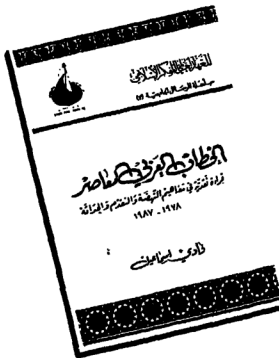 المعهد العالمي للفكر الإسلامي
سلسلة الرسائل الجامعية
الخطاب العربي المعاصر
قراءة نقدية في مفاهيم النهضة والتقدم والحداثة
١٩٧٨ - ١٩٨٧
فادي إسماعيل